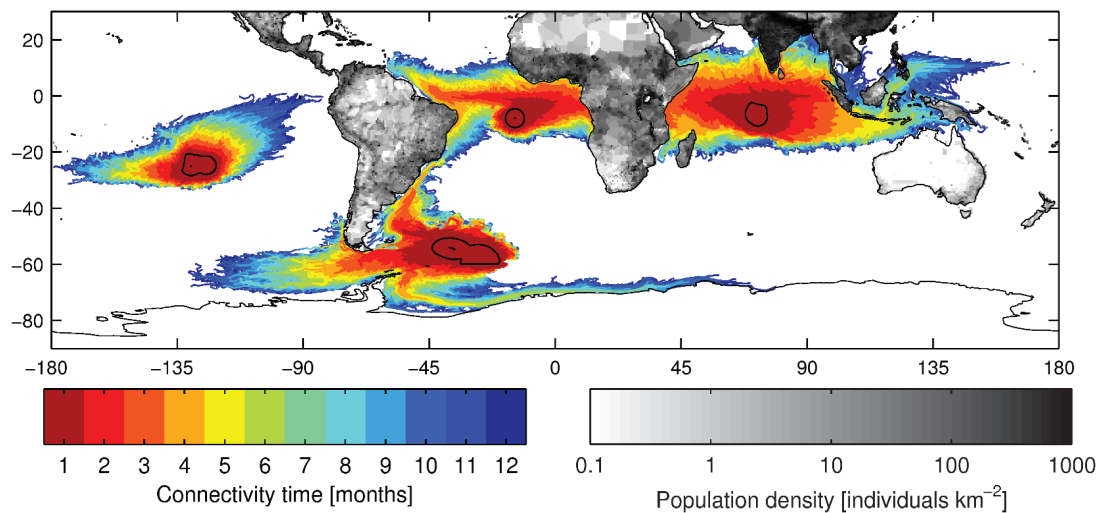 20
0
−20
−40
−60
−80
−180 −135 −90 −45 0 45 90 135 180
1 2 3 4 5 6 7 8 9 10 11 12
Connectivity time [months]
0.1 1 10 100 1000
Population density [individuals km⁻²]